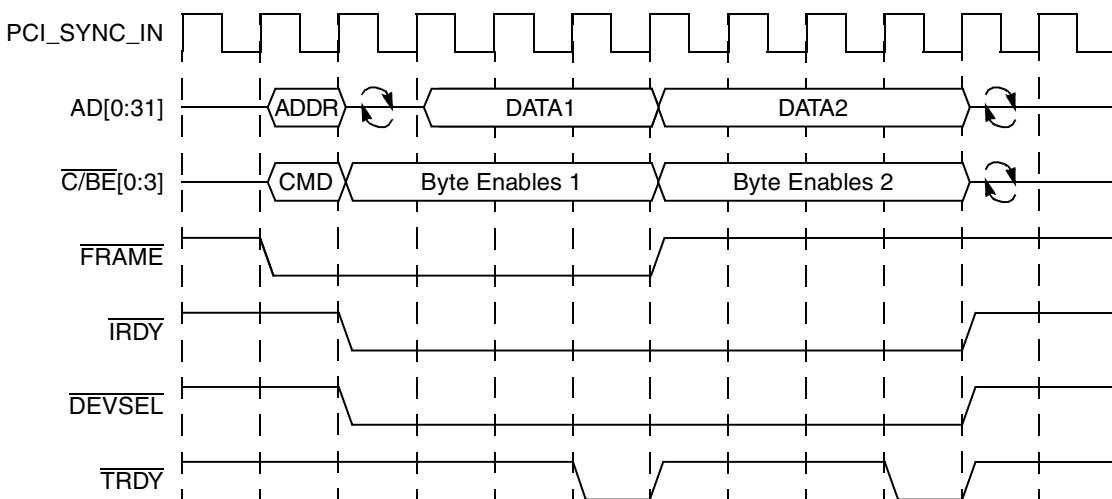 PCI_SYNC_IN
AD[0:31] ADDR DATA1 DATA2
C/BE[0:3] CMD Byte Enables 1 Byte Enables 2
FRAME
IRDY
DEVSEL
TRDY